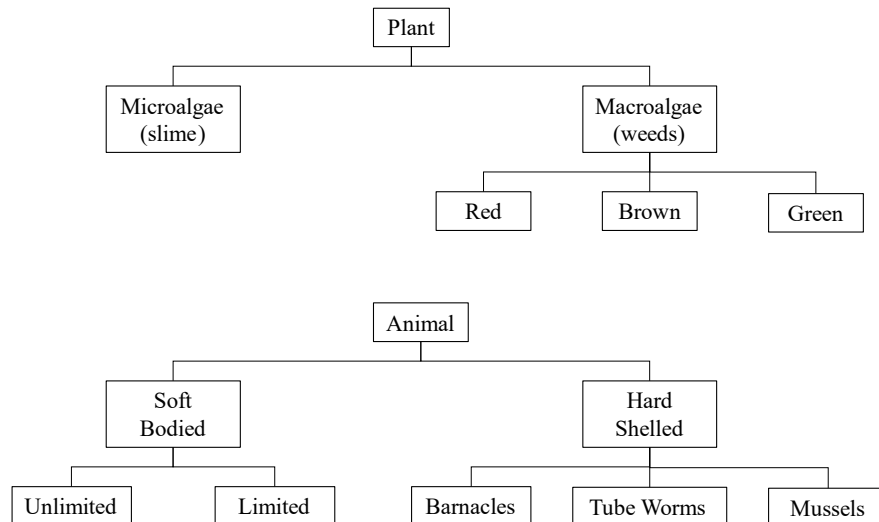 Plant
Microalgae
(slime)
Macroalgae
(weeds)
Red
Brown
Green
Animal
Soft
Bodied
Hard
Shelled
Unlimited
Limited
Barnacles
Tube Worms
Mussels